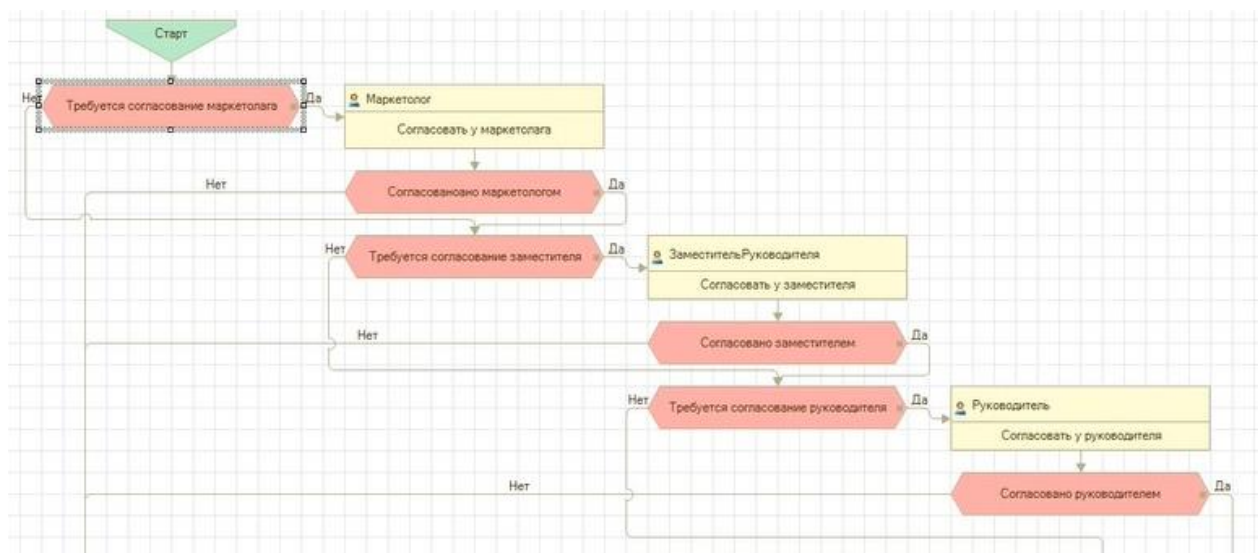 Старт
Нет
Требуется согласование маркетолага
Да
Маркетолог
Согласовать у маркетолага
Нет
Согласованоано маркетологом
Да
Нет
Требуется согласование заместителя
Да
ЗаместительРуководителя
Согласовать у заместителя
Нет
Согласовано заместителем
Да
Нет
Требуется согласование руководителя
Да
Руководитель
Согласовать у руководителя
Нет
Согласовано руководителем
Да